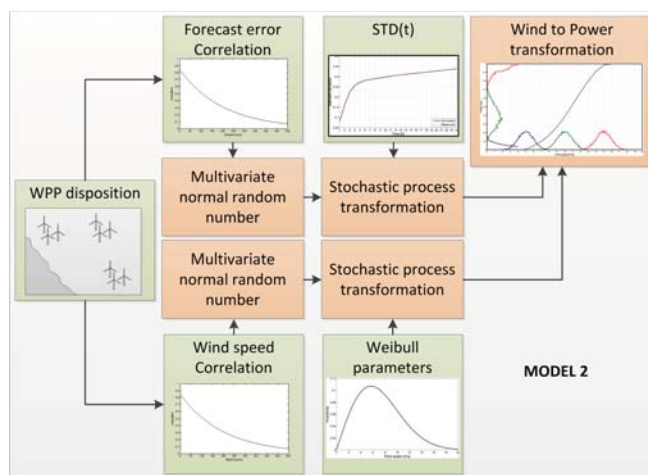 Forecast error
Correlation
STD(t)
Wind to Power
transformation
WPP disposition
Multivariate
normal random
number
Stochastic process
transformation
Multivariate
normal random
number
Stochastic process
transformation
Wind speed
Correlation
Weibull
parameters
MODEL 2